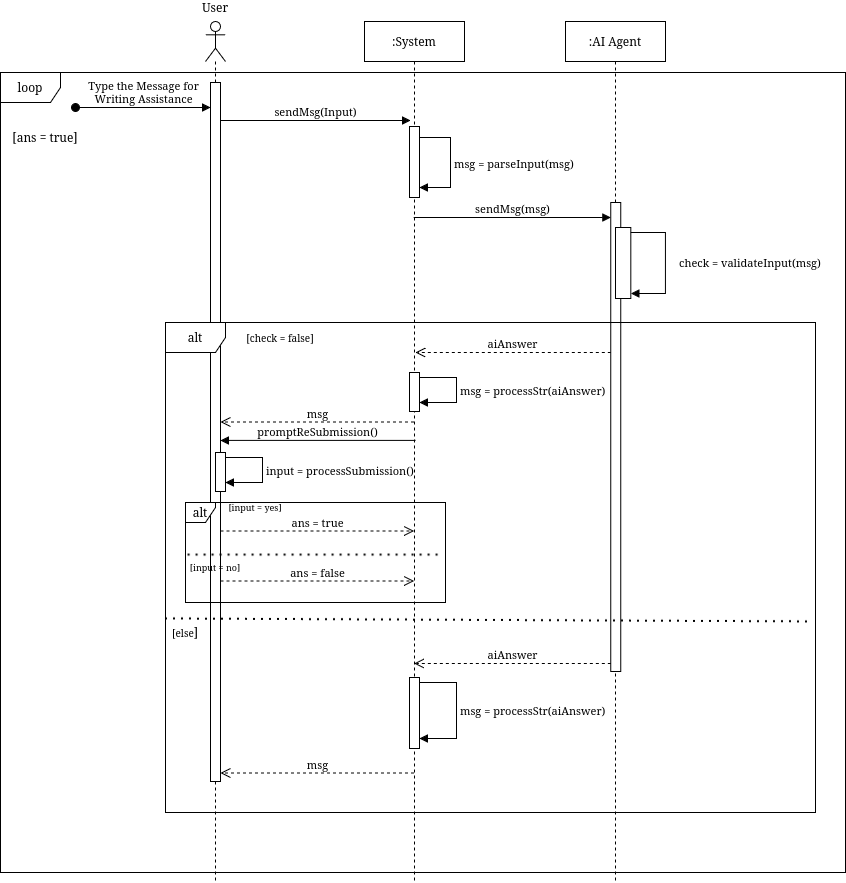 User
:System
:AI Agent
loop
Type the Message for
Writing Assistance
[ans = true]
sendMsg(Input)
msg = parseInput(msg)
sendMsg(msg)
check = validateInput(msg)
alt
[check = false]
aiAnswer
msg = processStr(aiAnswer)
msg
promptReSubmission()
input = processSubmission()
alt
[input = yes]
ans = true
[input = no]
ans = false
[else]
aiAnswer
msg = processStr(aiAnswer)
msg